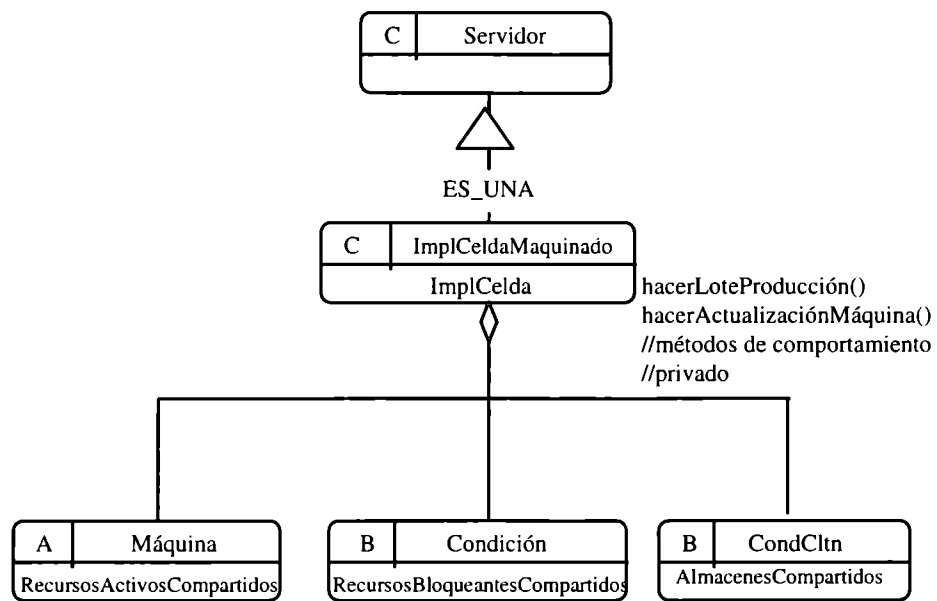 C Servidor
ES_UNA
C ImplCeldaMaquinado
ImplCelda
hacerLoteProducción()
hacerActualizaciónMáquina()
//métodos de comportamiento
//privado
A Máquina
RecursosActivosCompartidos
B Condición
RecursosBloqueantesCompartidos
B CondCltn
AlmacenesCompartidos